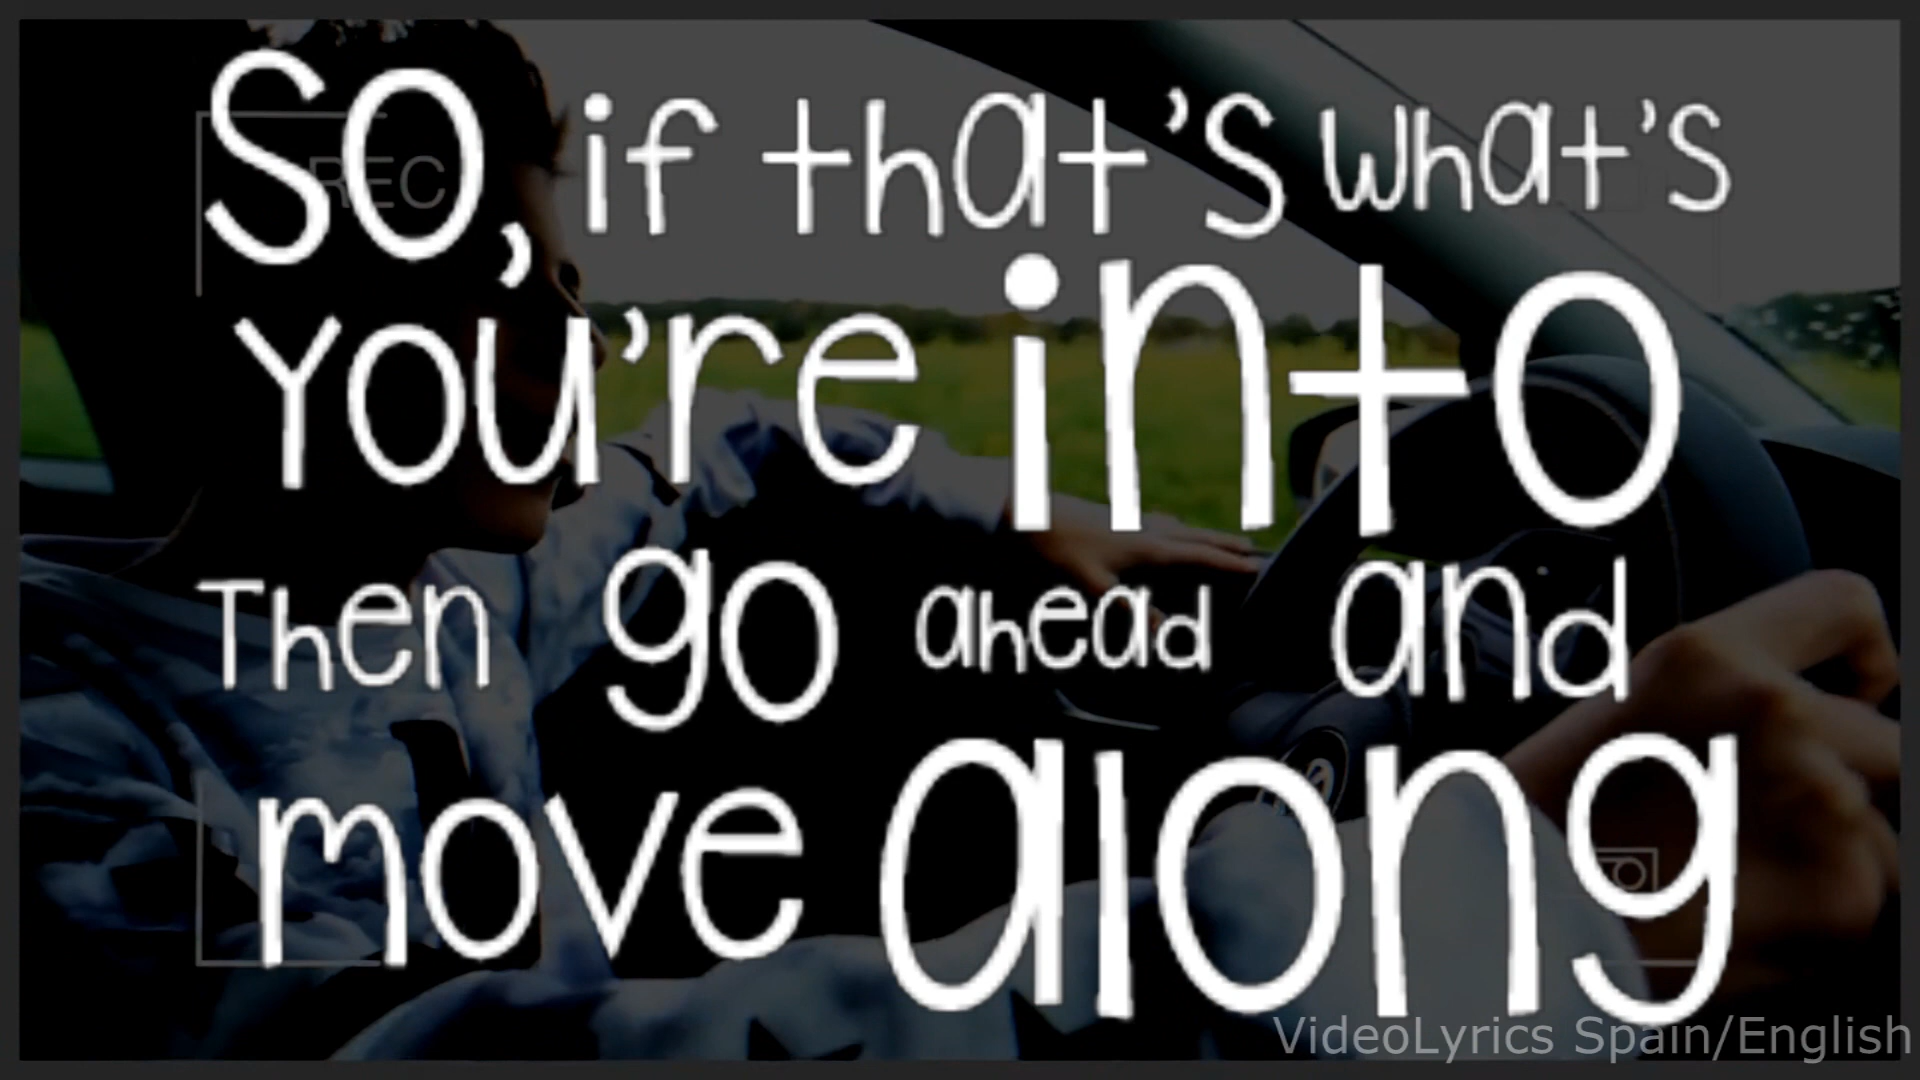 So, if that's what's
you're into
Then go ahead and
move along
REC
VideoLyrics Spain/English